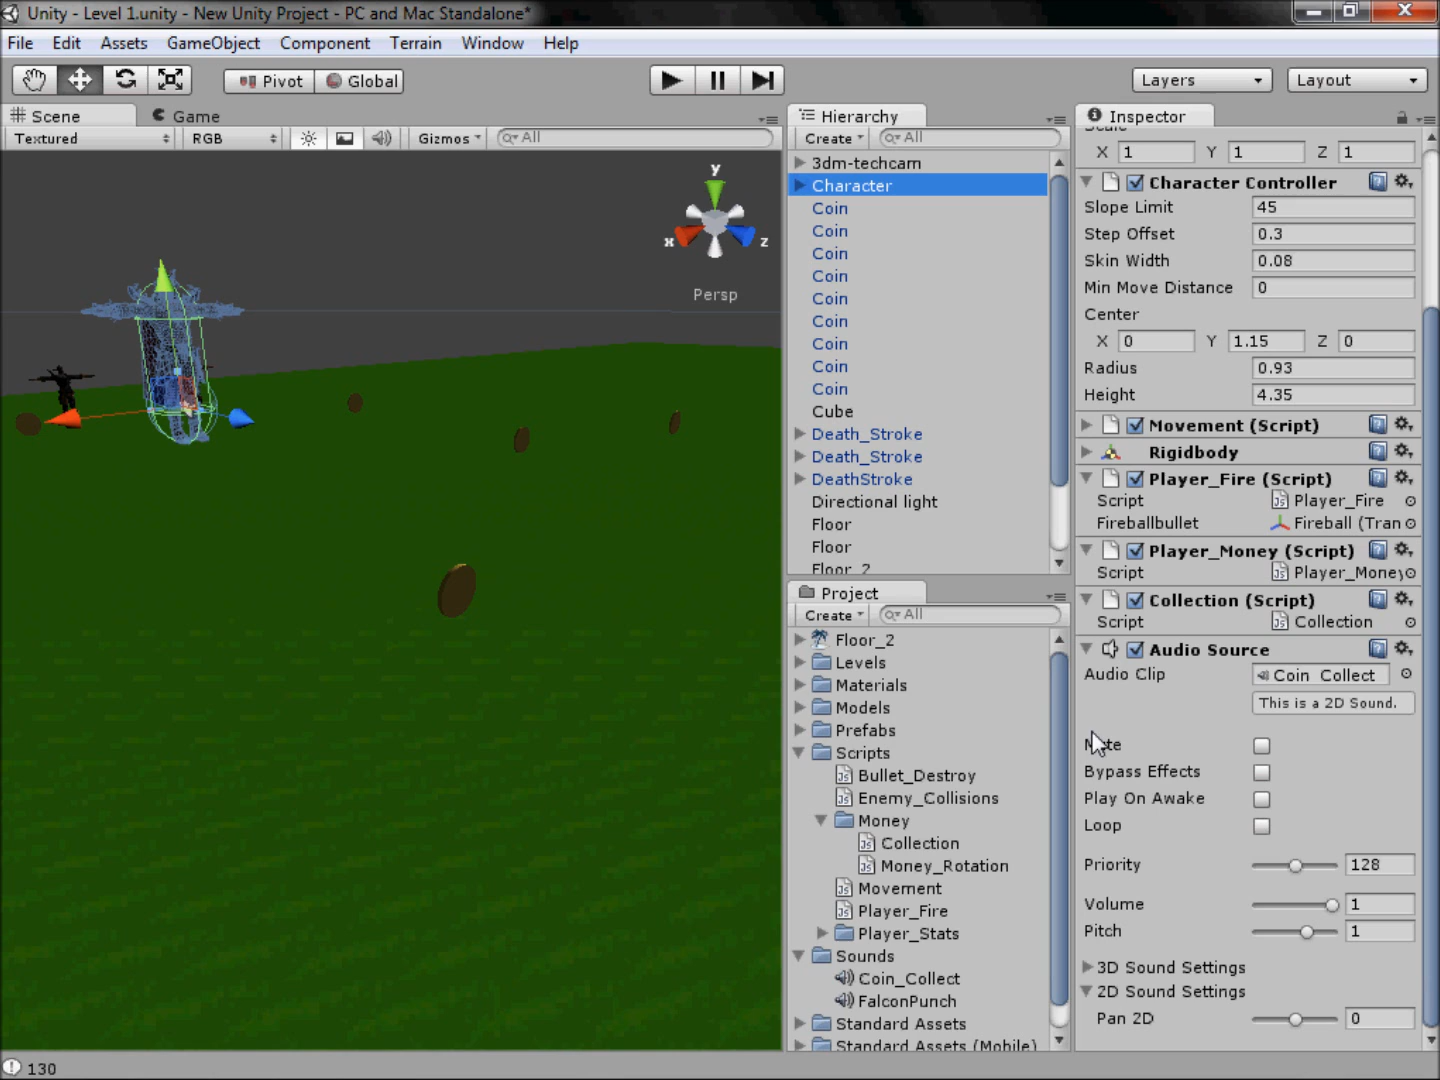 Unity - Level 1.unity - New Unity Project - PC and Mac Standalone*
File Edit Assets GameObject Component Terrain Window Help
Pivot Global Layers Layout
Scene Game
Textured RGB Gizmos All
y
x z
Persp
Hierarchy
Create All
3dm-techcam
Character
Coin
Coin
Coin
Coin
Coin
Coin
Coin
Coin
Coin
Cube
Death_Stroke
Death_Stroke
DeathStroke
Directional light
Floor
Floor
Floor_2
Project
Create All
Floor_2
Levels
Materials
Models
Prefabs
Scripts
Bullet_Destroy
Enemy_Collisions
Money
Collection
Money_Rotation
Movement
Player_Fire
Player_Stats
Sounds
Coin_Collect
FalconPunch
Standard Assets
Standard Assets (Mobile)
Inspector
Scale
X 1 Y 1 Z 1
Character Controller
Slope Limit 45
Step Offset 0.3
Skin Width 0.08
Min Move Distance 0
Center
X 0 Y 1.15 Z 0
Radius 0.93
Height 4.35
Movement (Script)
Rigidbody
Player_Fire (Script)
Script Player_Fire
Fireballbullet Fireball (Tran
Player_Money (Script)
Script Player_Money
Collection (Script)
Script Collection
Audio Source
Audio Clip Coin_Collect
This is a 2D Sound.
Mute
Bypass Effects
Play On Awake
Loop
Priority 128
Volume 1
Pitch 1
3D Sound Settings
2D Sound Settings
Pan 2D 0
130